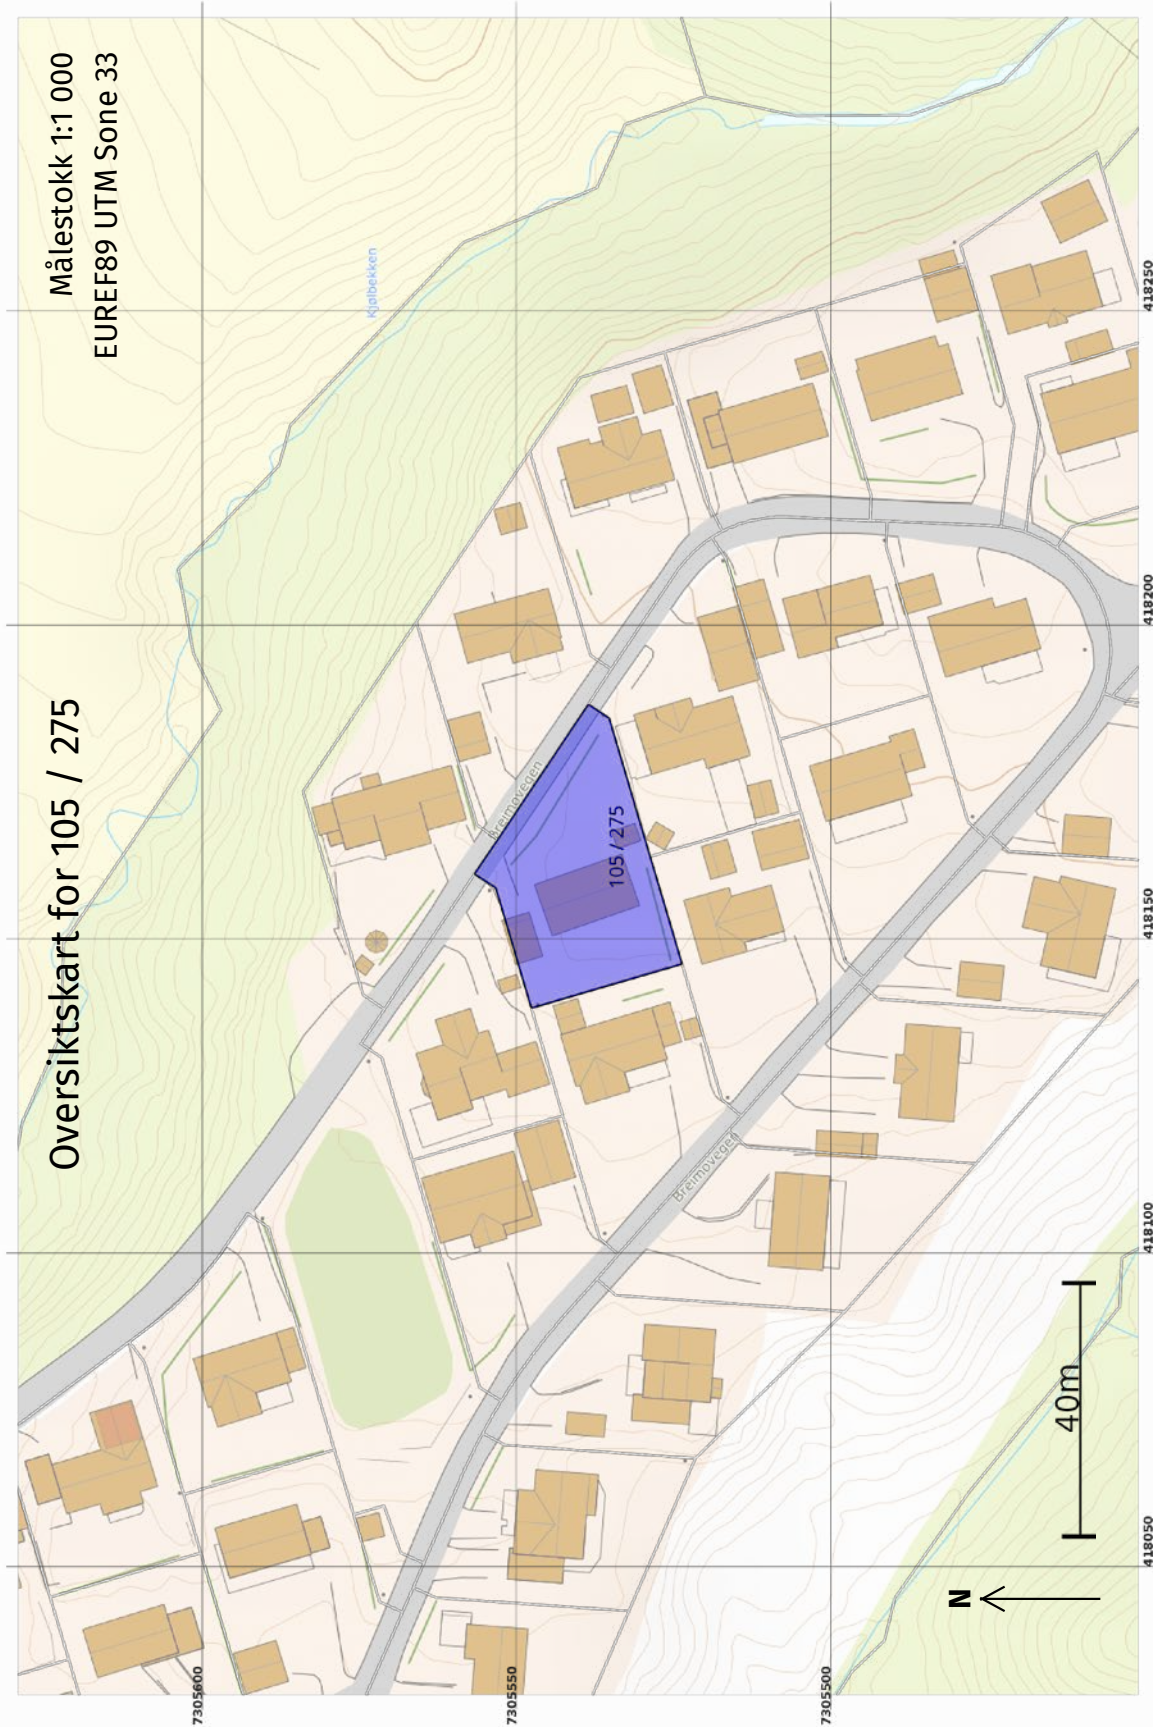 Oversiktskart for 105 / 275
Målestokk 1:1 000
EUREF89 UTM Sone 33
Kjølbekken
Breimovegen
105 / 275
Breimovegen
7305600
7305550
7305500
N
40m
418050
418100
418150
418200
418250